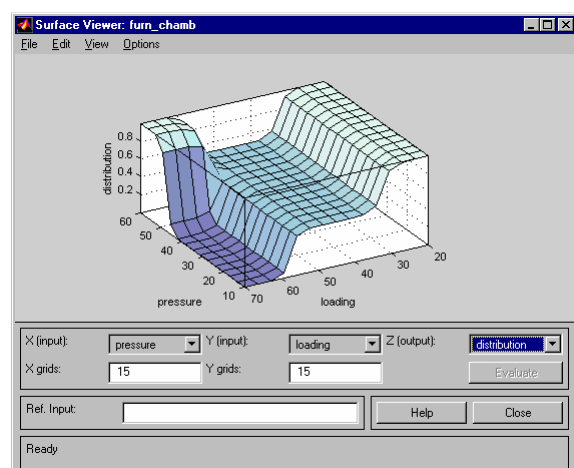 Surface Viewer: furn_chamb
File Edit View Options
0.8
0.6
0.4
0.2
distribution
60
50
40
30
20
10
pressure
70
60
50
40
30
20
loading
X (input): pressure Y (input): loading Z (output): distribution
X grids: 15 Y grids: 15 Evaluate
Ref. Input: Help Close
Ready